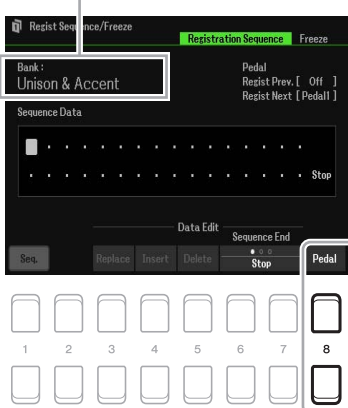 Regist Sequence/Freeze
Registration Sequence Freeze
Bank:
Unison & Accent
Pedal
Regist Prev. [ Off ]
Regist Next [ Pedal1 ]
Sequence Data
Stop
Data Edit
Sequence End
Seq. Replace Insert Delete Stop Pedal
1 2 3 4 5 6 7 8